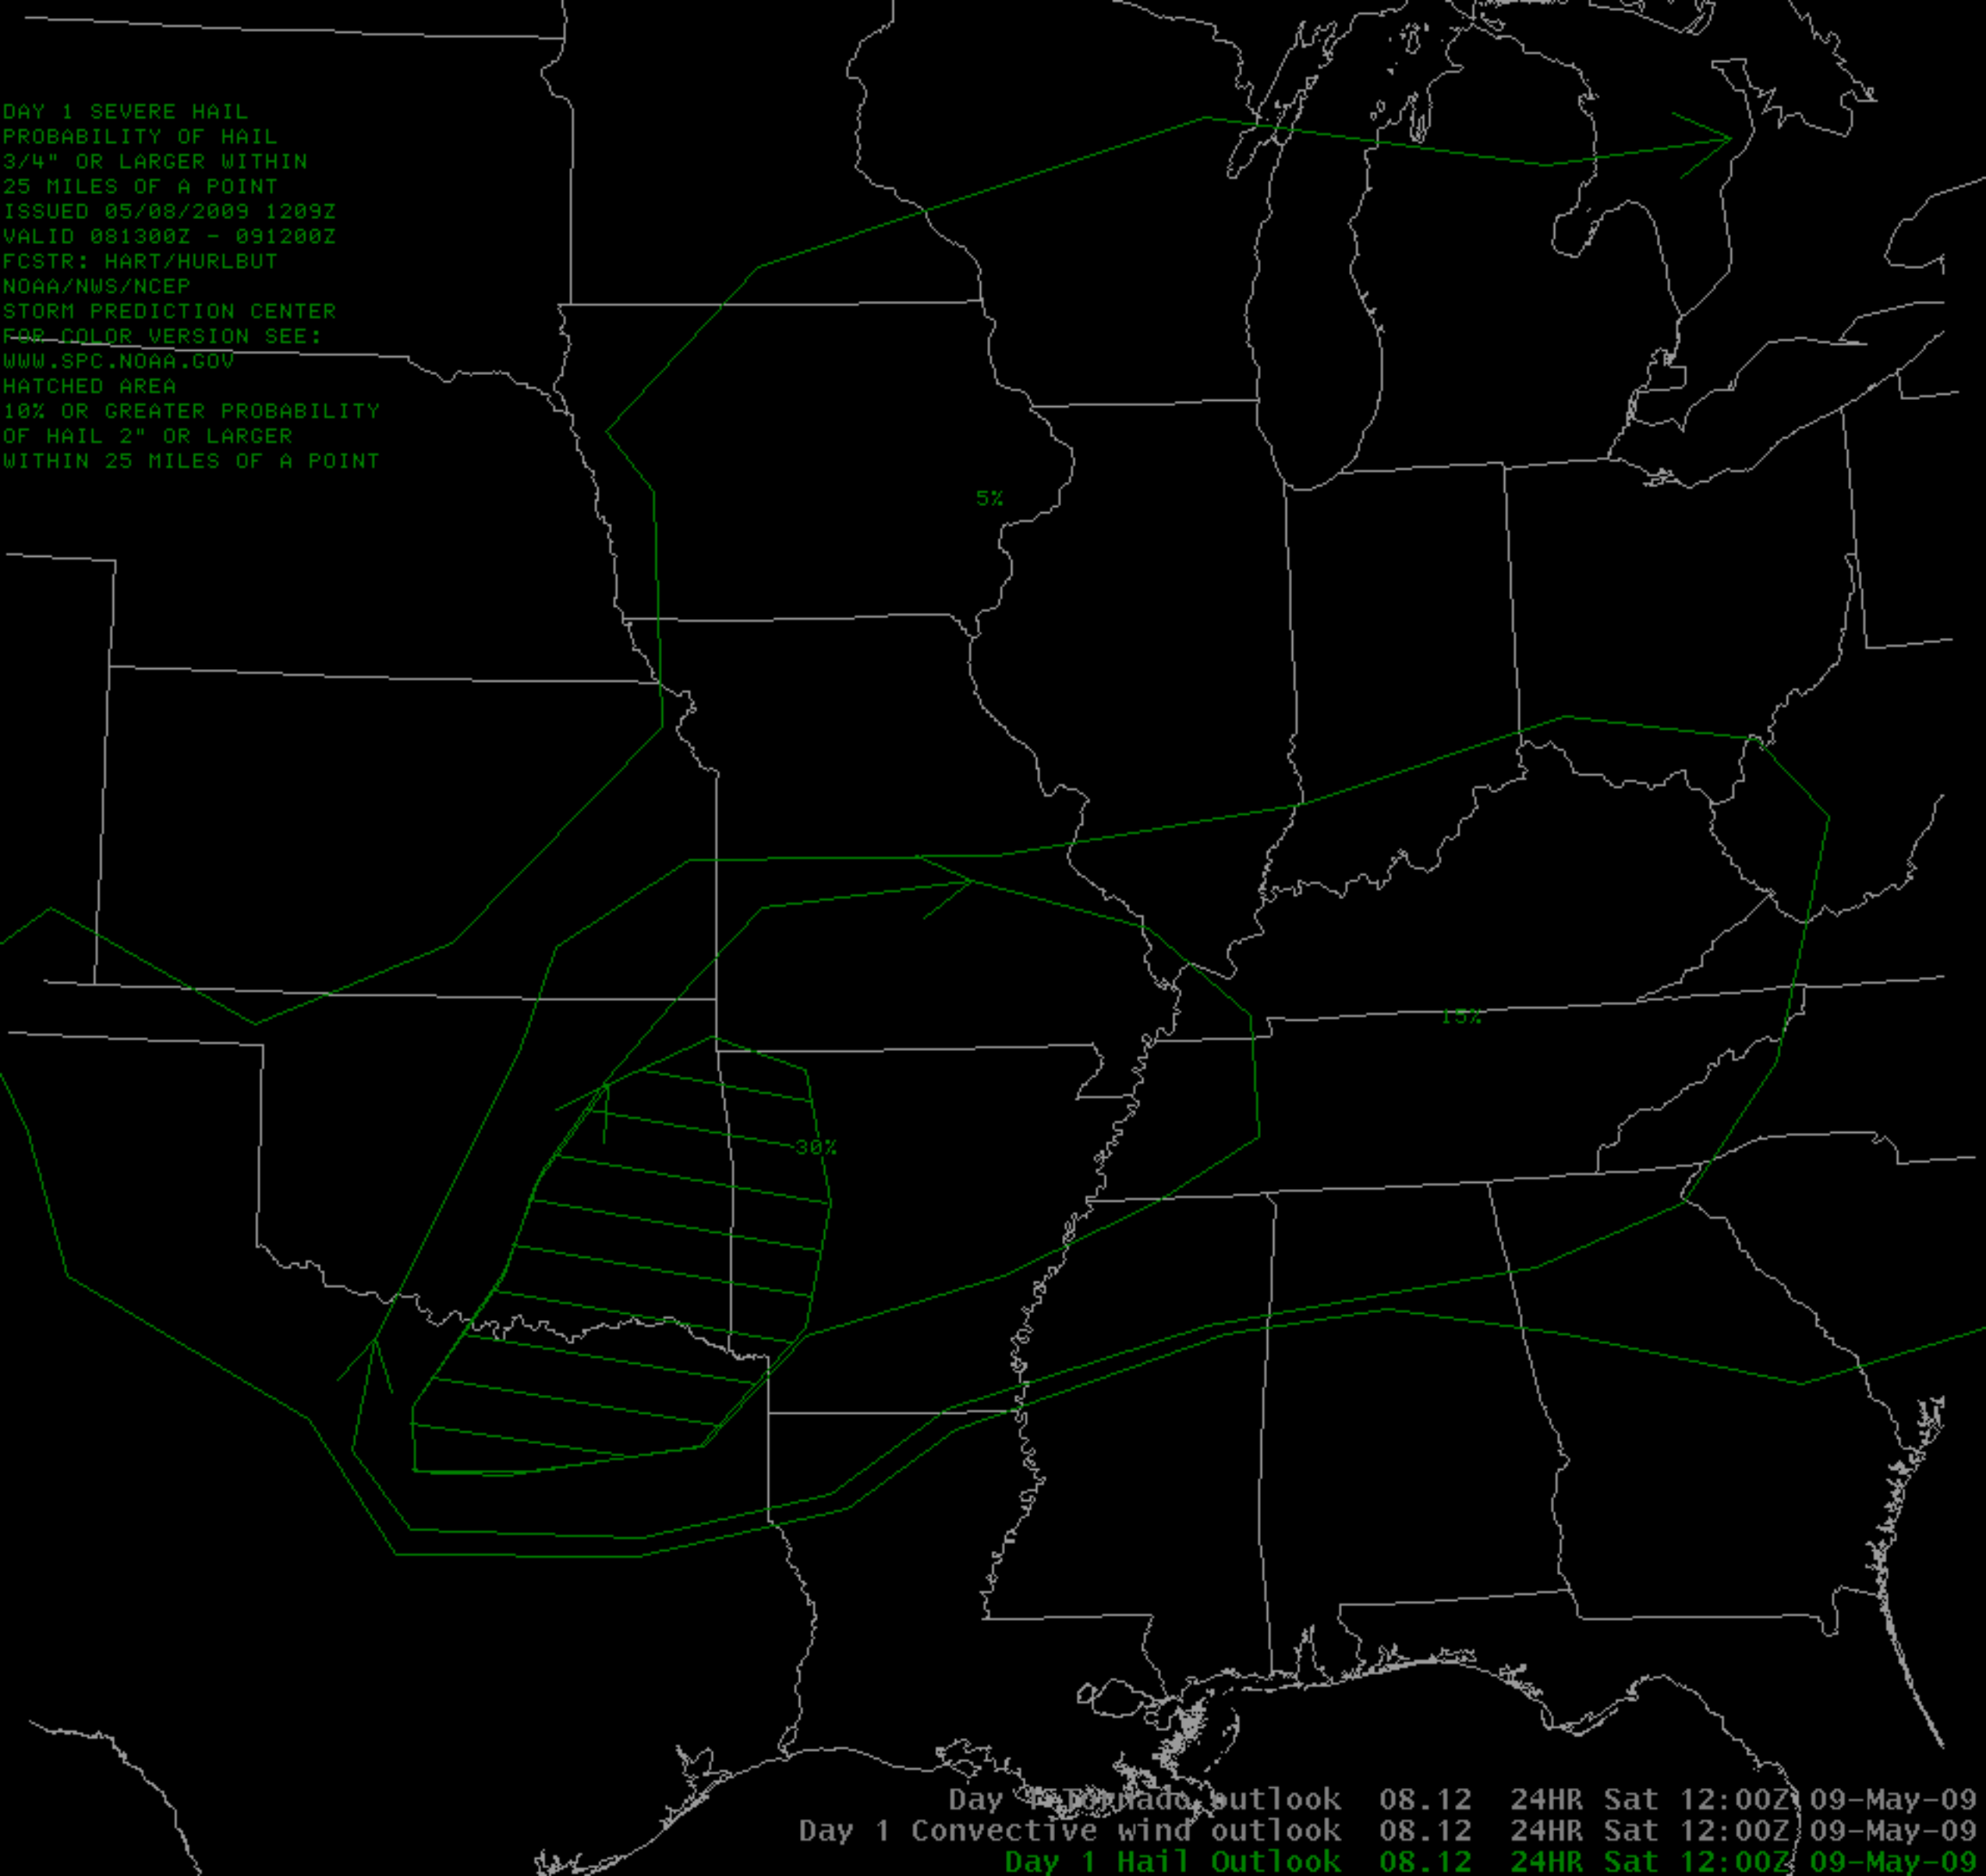 DAY 1 SEVERE HAIL
PROBABILITY OF HAIL
3/4" OR LARGER WITHIN
25 MILES OF A POINT
ISSUED 05/08/2009 1209Z
VALID 081300Z - 091200Z
FCSTR: HART/HURLBUT
NOAA/NWS/NCEP
STORM PREDICTION CENTER
FOR COLOR VERSION SEE:
WWW.SPC.NOAA.GOV
HATCHED AREA
10% OR GREATER PROBABILITY
OF HAIL 2" OR LARGER
WITHIN 25 MILES OF A POINT
5%
15%
30%
Day 1 Tornado outlook 08.12 24HR Sat 12:00Z 09-May-09
Day 1 Convective wind outlook 08.12 24HR Sat 12:00Z 09-May-09
Day 1 Hail Outlook 08.12 24HR Sat 12:00Z 09-May-09